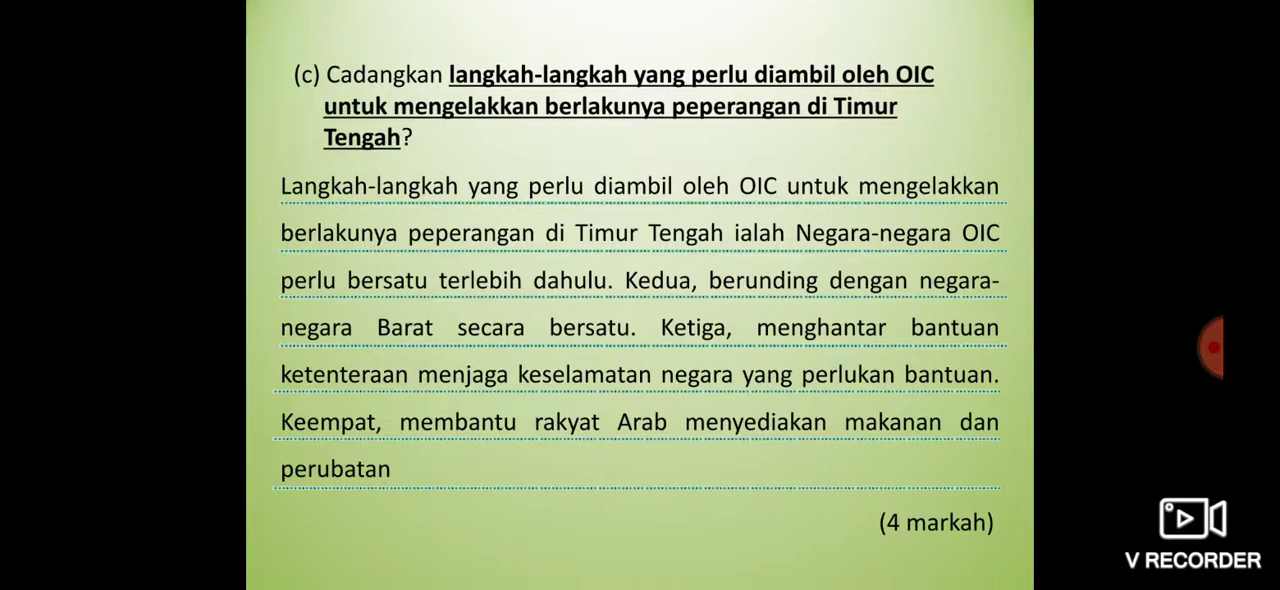 (c) Cadangkan langkah-langkah yang perlu diambil oleh OIC
untuk mengelakkan berlakunya peperangan di Timur
Tengah?
Langkah-langkah yang perlu diambil oleh OIC untuk mengelakkan
berlakunya peperangan di Timur Tengah ialah Negara-negara OIC
perlu bersatu terlebih dahulu. Kedua, berunding dengan negara-
negara Barat secara bersatu. Ketiga, menghantar bantuan
ketenteraan menjaga keselamatan negara yang perlukan bantuan.
Keempat, membantu rakyat Arab menyediakan makanan dan
perubatan
(4 markah)
V RECORDER